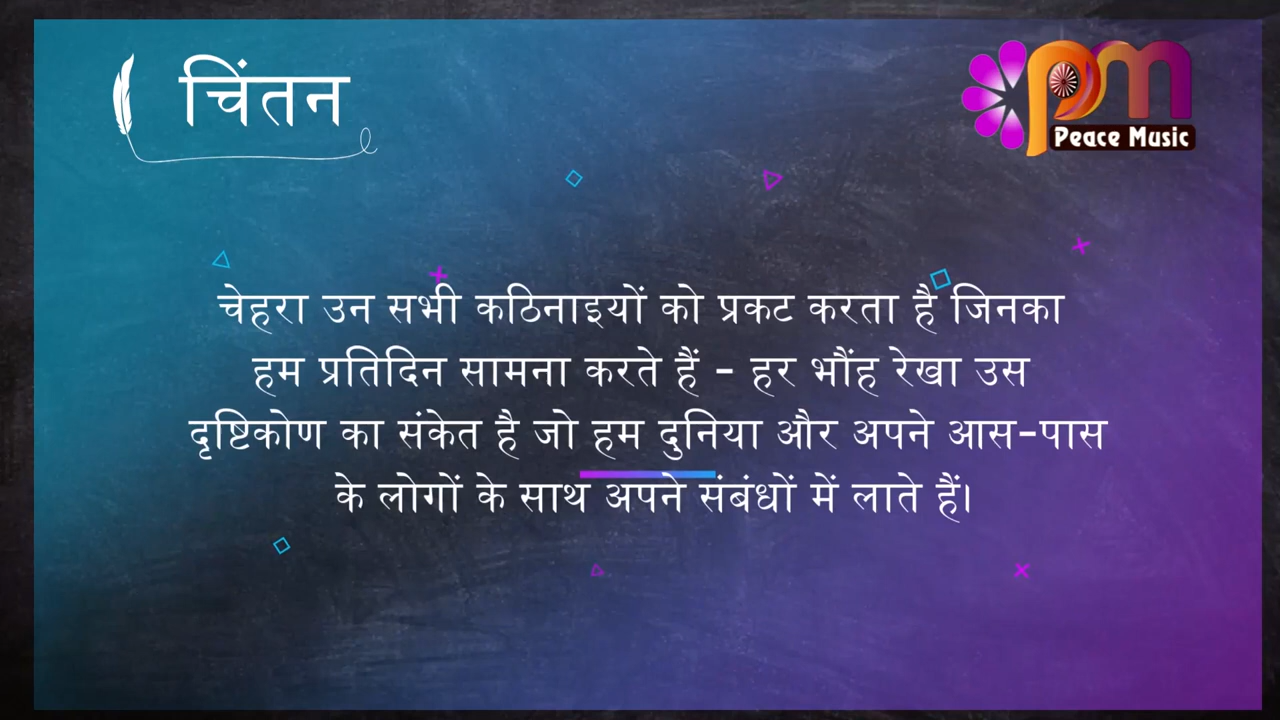 चिंतन
Peace Music
चेहरा उन सभी कठिनाइयों को प्रकट करता है जिनका
हम प्रतिदिन सामना करते हैं - हर भौंह रेखा उस
दृष्टिकोण का संकेत है जो हम दुनिया और अपने आस-पास
के लोगों के साथ अपने संबंधों में लाते हैं।